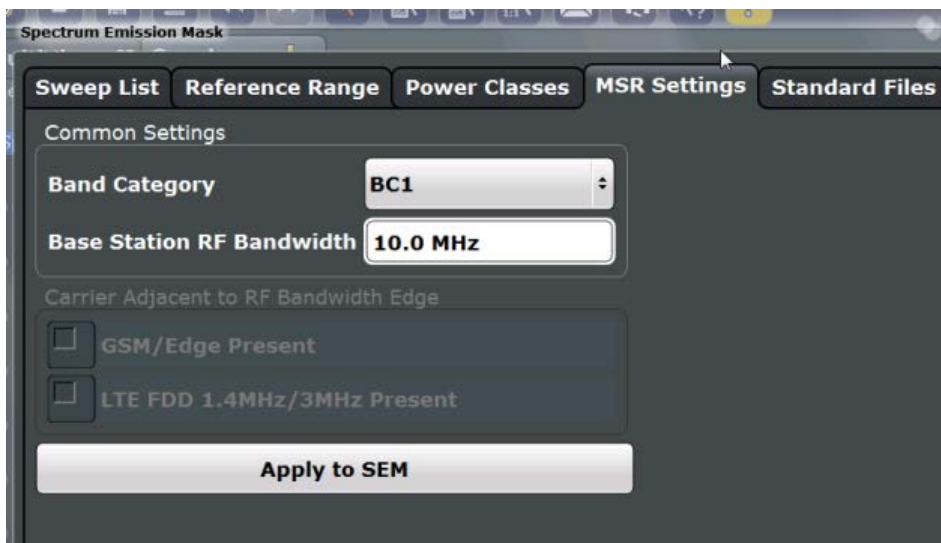 Spectrum Emission Mask
Sweep List Reference Range Power Classes MSR Settings Standard Files
Common Settings
Band Category BC1
Base Station RF Bandwidth 10.0 MHz
Carrier Adjacent to RF Bandwidth Edge
GSM/Edge Present
LTE FDD 1.4MHz/3MHz Present
Apply to SEM